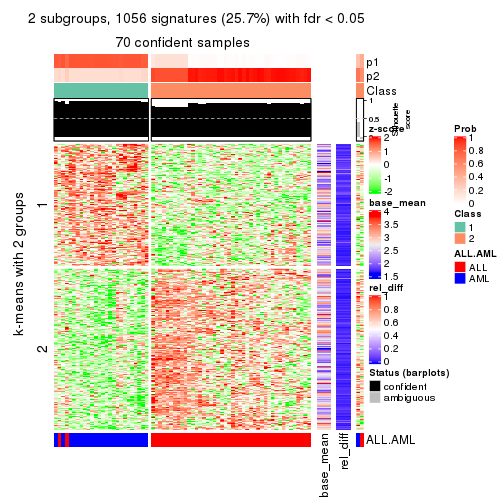 2 subgroups, 1056 signatures (25.7%) with fdr < 0.05
70 confident samples
p1
p2
Class
1
0.5
0
Silhouette
score
k-means with 2 groups
1
2
ALL.AML
base_mean
rel_diff
z-score
2
1
0
-1
-2
base_mean
4
3.5
3
2.5
2
1.5
rel_diff
1
0.8
0.6
0.4
0.2
0
Status (barplots)
confident
ambiguous
Prob
1
0.8
0.6
0.4
0.2
0
Class
1
2
ALL.AML
ALL
AML